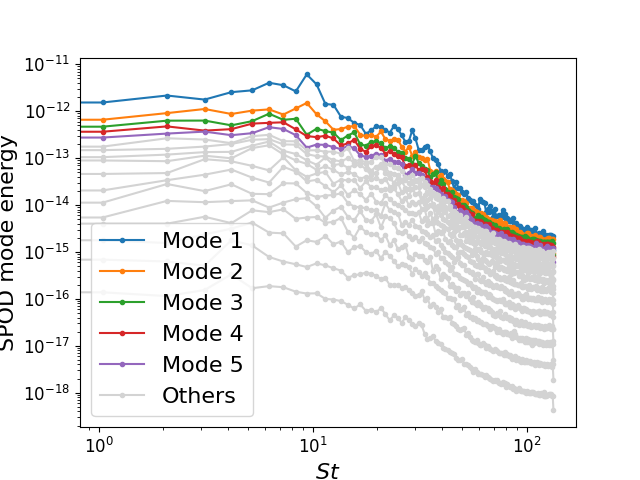 10⁻¹¹
10⁻¹²
10⁻¹³
10⁻¹⁴
10⁻¹⁵
10⁻¹⁶
10⁻¹⁷
10⁻¹⁸
SPOD mode energy
Mode 1
Mode 2
Mode 3
Mode 4
Mode 5
Others
10⁰ 10¹ 10²
St